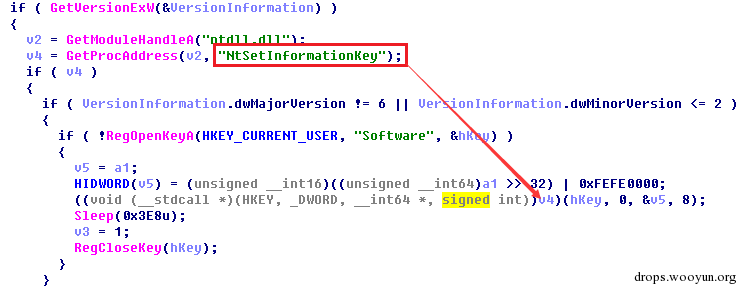 if ( GetVersionExW(&VersionInformation) )
{
v2 = GetModuleHandleA("ntdll.dll");
v4 = GetProcAddress(v2, "NtSetInformationKey");
if ( v4 )
{
if ( VersionInformation.dwMajorVersion != 6 || VersionInformation.dwMinorVersion <= 2 )
{
if ( !RegOpenKeyA(HKEY_CURRENT_USER, "Software", &hKey) )
{
v5 = a1;
HIDWORD(v5) = (unsigned __int16)((unsigned __int64)a1 >> 32) | 0xFEFE0000;
((void (__stdcall *)(HKEY, _DWORD, __int64 *, signed int))v4)(hKey, 0, &v5, 8);
Sleep(0x3E8u);
v3 = 1;
RegCloseKey(hKey);
}
}
drops.wooyun.org